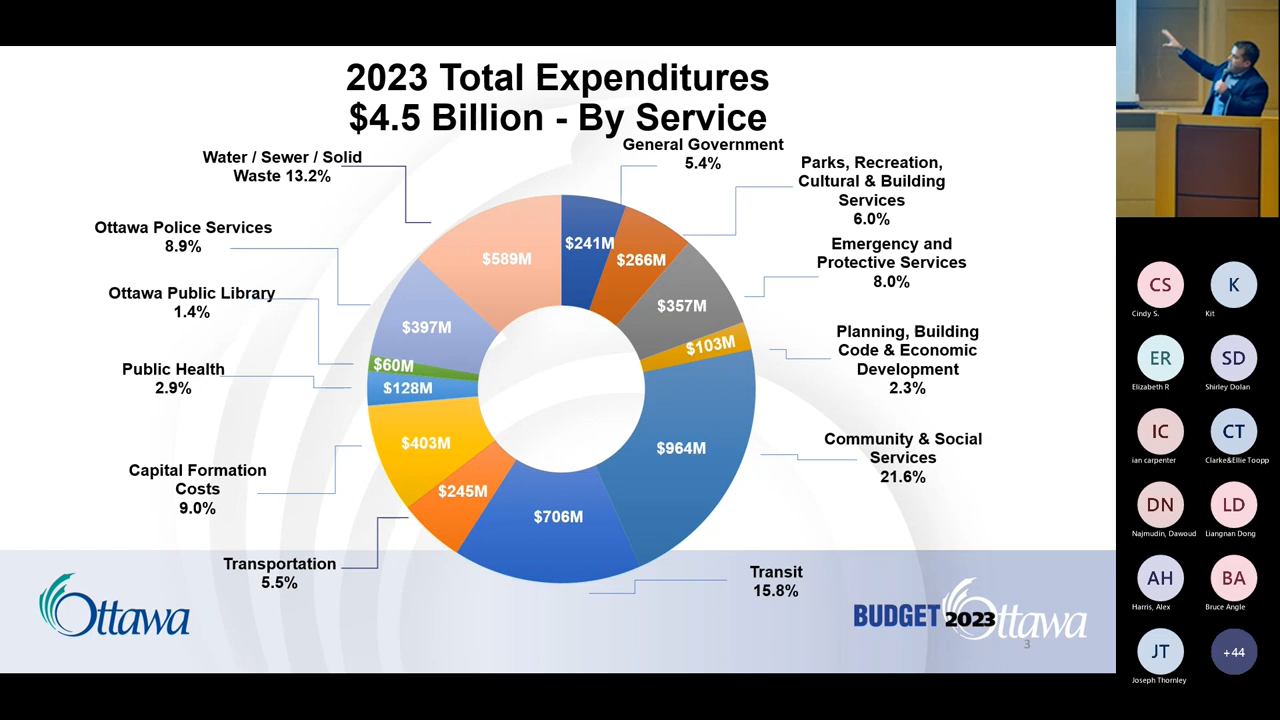 2023 Total Expenditures
$4.5 Billion - By Service
General Government
5.4%
Parks, Recreation,
Cultural & Building
Services
6.0%
Emergency and
Protective Services
8.0%
Planning, Building
Code & Economic
Development
2.3%
Community & Social
Services
21.6%
Transit
15.8%
Transportation
5.5%
Capital Formation
Costs
9.0%
Public Health
2.9%
Ottawa Public Library
1.4%
Ottawa Police Services
8.9%
Water / Sewer / Solid
Waste 13.2%
$241M
$266M
$357M
$103M
$964M
$706M
$245M
$403M
$128M
$60M
$397M
$589M
Ottawa
BUDGET 2023 Ottawa
3
CS
Cindy S.
K
Kit
ER
Elizabeth R
SD
Shirley Dolan
IC
ian carpenter
CT
Clarke&Ellie Toopp
DN
Najmudin, Dawoud
LD
Liangnan Dong
AH
Harris, Alex
BA
Bruce Angle
JT
Joseph Thornley
+44